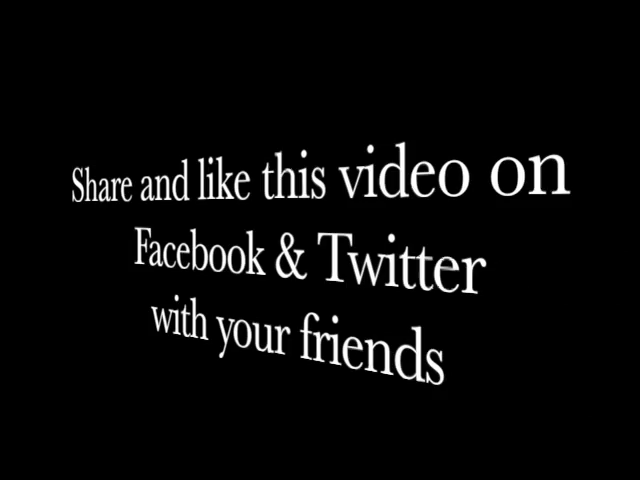 Share and like this video on
Facebook & Twitter
with your friends